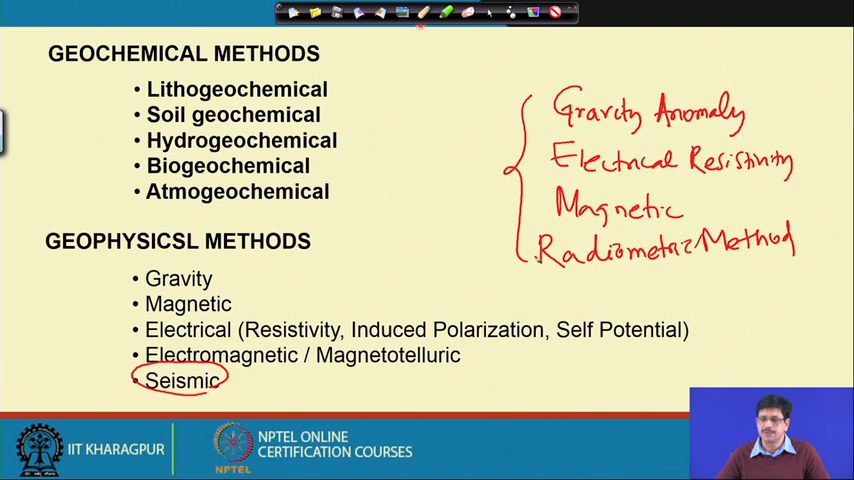 GEOCHEMICAL METHODS
• Lithogeochemical
• Soil geochemical
• Hydrogeochemical
• Biogeochemical
• Atmogeochemical
GEOPHYSICSL METHODS
• Gravity
• Magnetic
• Electrical (Resistivity, Induced Polarization, Self Potential)
• Electromagnetic / Magnetotelluric
• Seismic
Gravity Anomaly
Electrical Resistivity
Magnetic
Radiometric Method
IIT KHARAGPUR
NPTEL
NPTEL ONLINE
CERTIFICATION COURSES